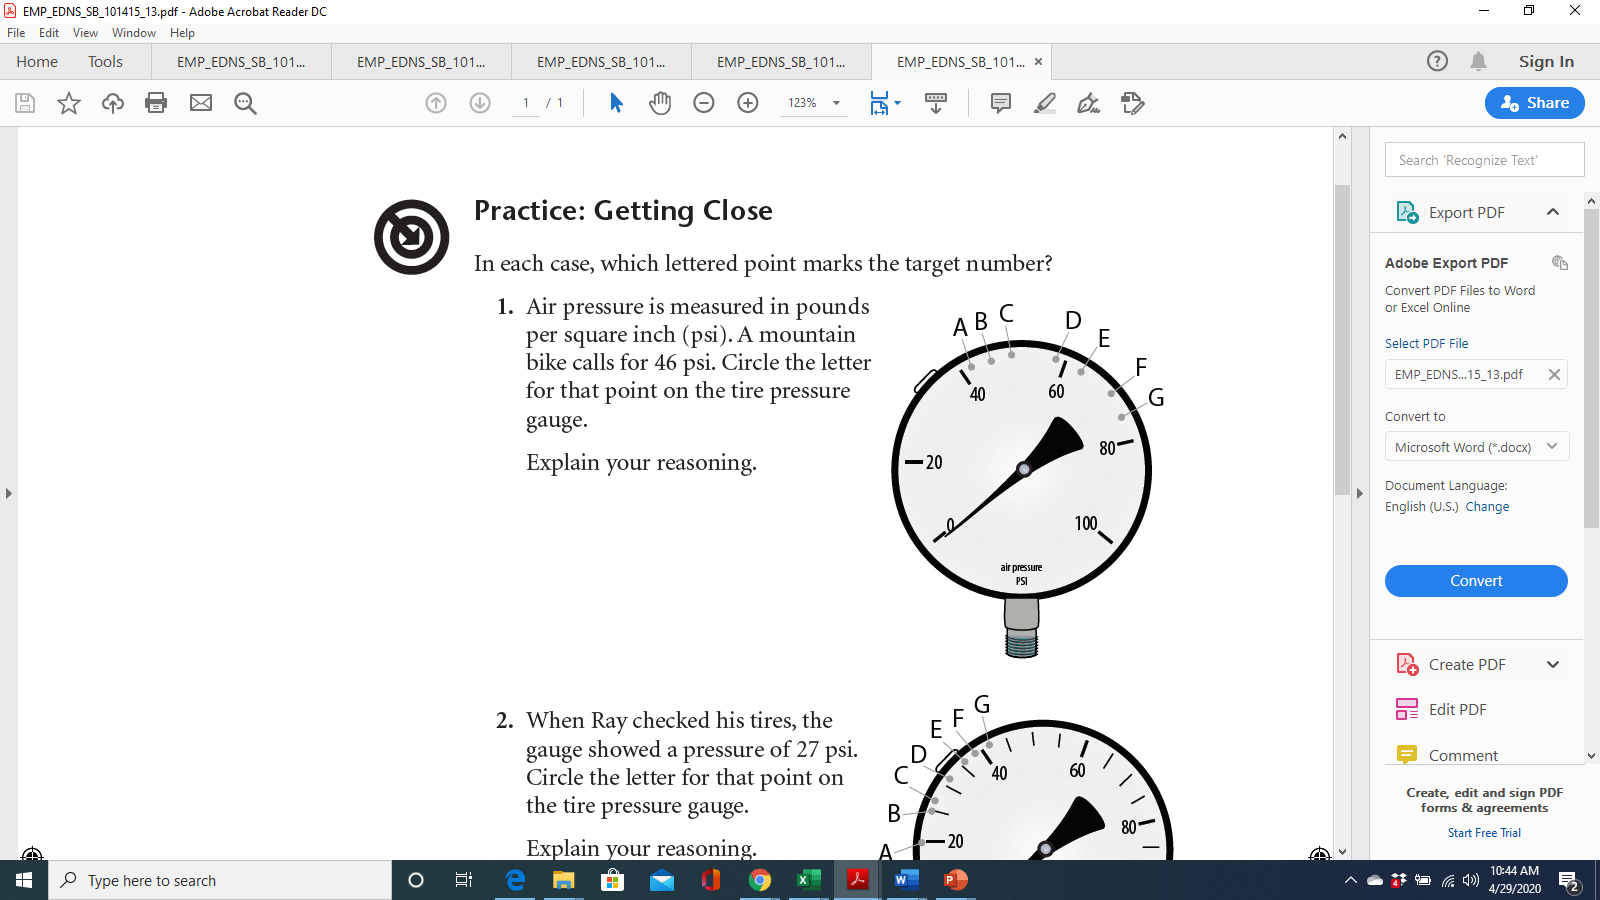 EMP_EDNS_SB_101415_13.pdf - Adobe Acrobat Reader DC
File Edit View Window Help
Home Tools EMP_EDNS_SB_101... EMP_EDNS_SB_101... EMP_EDNS_SB_101... EMP_EDNS_SB_101... EMP_EDNS_SB_101... ×
Sign In
1 / 1
123%
Share
Practice: Getting Close
In each case, which lettered point marks the target number?
1. Air pressure is measured in pounds
per square inch (psi). A mountain
bike calls for 46 psi. Circle the letter
for that point on the tire pressure
gauge.
Explain your reasoning.
A B C D E F G
0 20 40 60 80 100
air pressure
PSI
2. When Ray checked his tires, the
gauge showed a pressure of 27 psi.
Circle the letter for that point on
the tire pressure gauge.
Explain your reasoning.
A B C D E F G
20 40 60 80
Search 'Recognize Text'
Export PDF
Adobe Export PDF
Convert PDF Files to Word
or Excel Online
Select PDF File
EMP_EDNS...15_13.pdf
Convert to
Microsoft Word (*.docx)
Document Language:
English (U.S.) Change
Convert
Create PDF
Edit PDF
Comment
Create, edit and sign PDF
forms & agreements
Start Free Trial
Type here to search
10:44 AM
4/29/2020
2